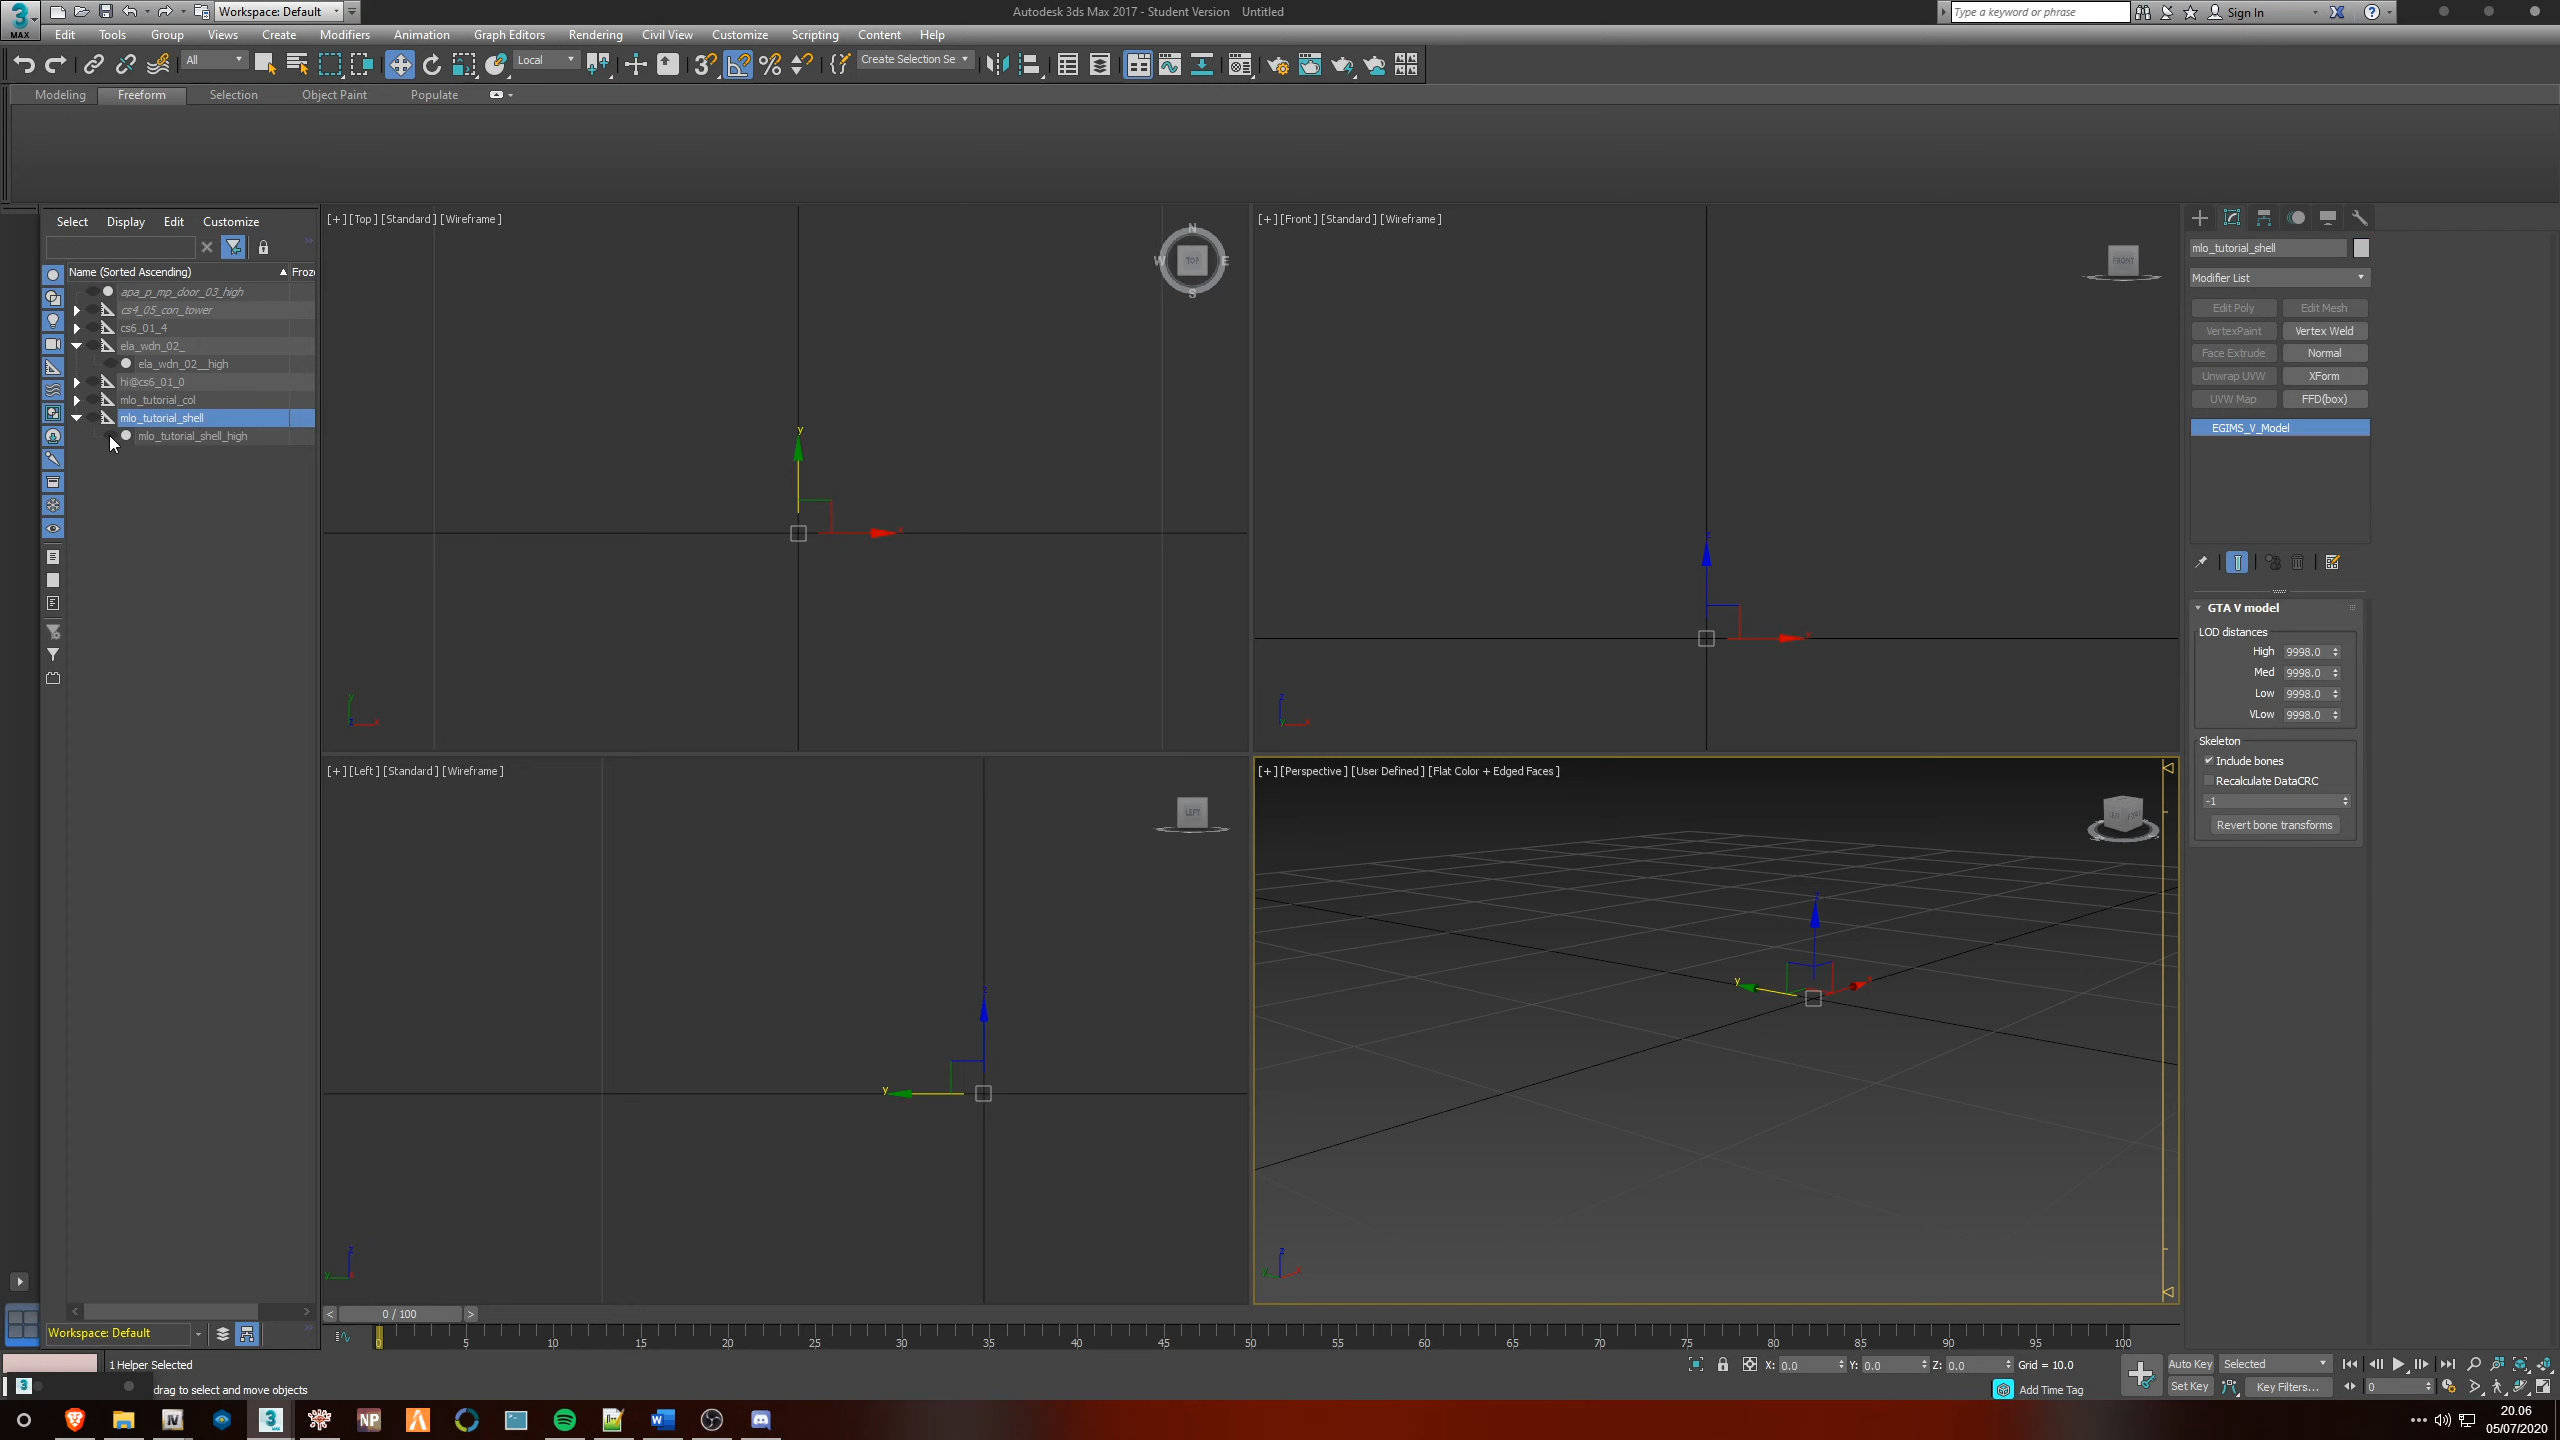 Workspace: Default
Autodesk 3ds Max 2017 - Student Version Untitled
Type a keyword or phrase
Sign In
MAX
Edit Tools Group Views Create Modifiers Animation Graph Editors Rendering Civil View Customize Scripting Content Help
All
Local
Create Selection Se
Modeling Freeform Selection Object Paint Populate
Select Display Edit Customize
Name (Sorted Ascending) Froz
apa_p_mp_door_03_high
cs4_05_con_tower
cs6_01_4
ela_wdn_02_
ela_wdn_02__high
hi@cs6_01_0
mlo_tutorial_col
mlo_tutorial_shell
mlo_tutorial_shell_high
[+] [Top] [Standard] [Wireframe]
N
W TOP E
S
y
x
y
z x
[+] [Front] [Standard] [Wireframe]
FRONT
z
x
z
y x
[+] [Left] [Standard] [Wireframe]
LEFT
z
y
z
y x
[+] [Perspective] [User Defined] [Flat Color + Edged Faces]
z
y x
z
y x
mlo_tutorial_shell
Modifier List
Edit Poly Edit Mesh
VertexPaint Vertex Weld
Face Extrude Normal
Unwrap UVW XForm
UVW Map FFD(box)
EGIMS_V_Model
GTA V model
LOD distances
High 9998.0
Med 9998.0
Low 9998.0
VLow 9998.0
Skeleton
Include bones
Recalculate DataCRC
-1
Revert bone transforms
0 / 100
Workspace: Default
0 5 10 15 20 25 30 35 40 45 50 55 60 65 70 75 80 85 90 95 100
1 Helper Selected
drag to select and move objects
X: 0.0 Y: 0.0 Z: 0.0 Grid = 10.0
Add Time Tag
Auto Key Selected
Set Key Key Filters... 0
NP
20.06
05/07/2020